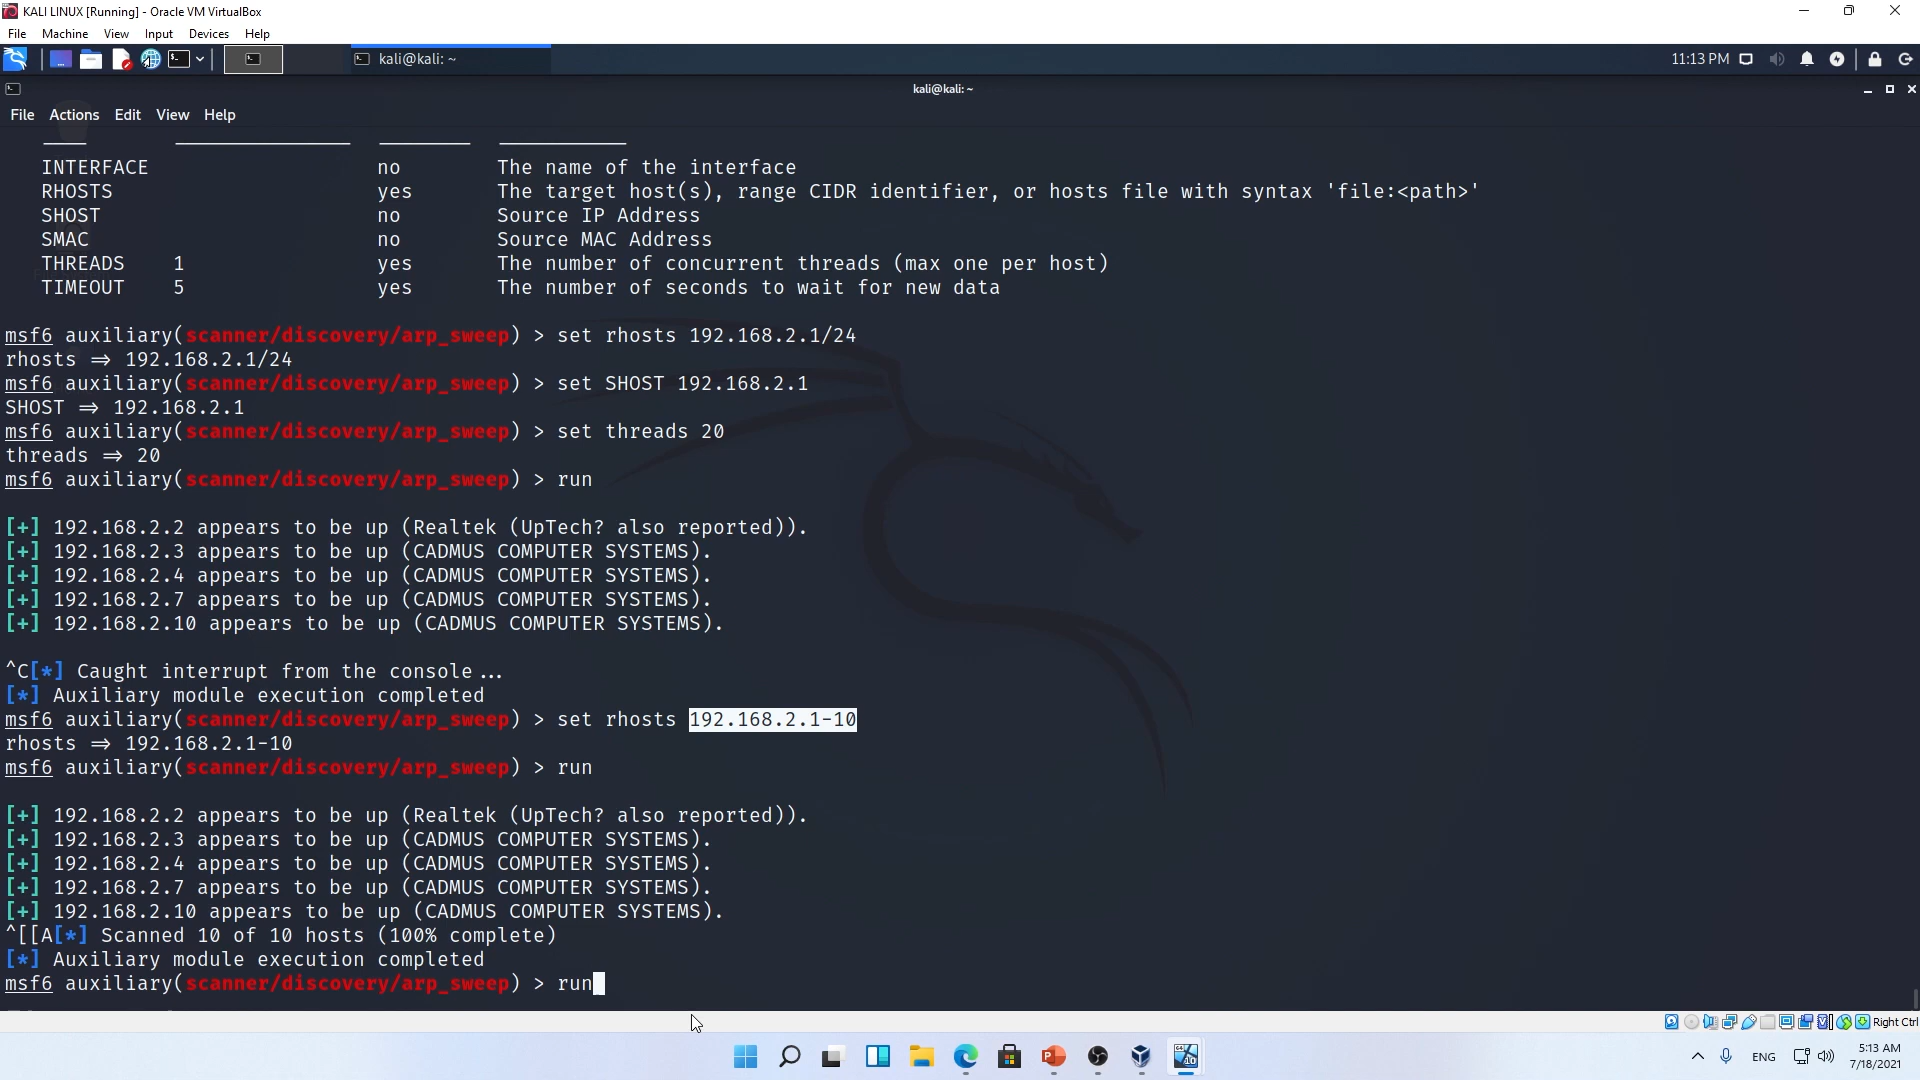 KALI LINUX [Running] - Oracle VM VirtualBox
File Machine View Input Devices Help
kali@kali: ~
11:13 PM
kali@kali: ~
File Actions Edit View Help
INTERFACE no The name of the interface
RHOSTS yes The target host(s), range CIDR identifier, or hosts file with syntax 'file:<path>'
SHOST no Source IP Address
SMAC no Source MAC Address
THREADS 1 yes The number of concurrent threads (max one per host)
TIMEOUT 5 yes The number of seconds to wait for new data
msf6 auxiliary(scanner/discovery/arp_sweep) > set rhosts 192.168.2.1/24
rhosts => 192.168.2.1/24
msf6 auxiliary(scanner/discovery/arp_sweep) > set SHOST 192.168.2.1
SHOST => 192.168.2.1
msf6 auxiliary(scanner/discovery/arp_sweep) > set threads 20
threads => 20
msf6 auxiliary(scanner/discovery/arp_sweep) > run
[+] 192.168.2.2 appears to be up (Realtek (UpTech? also reported)).
[+] 192.168.2.3 appears to be up (CADMUS COMPUTER SYSTEMS).
[+] 192.168.2.4 appears to be up (CADMUS COMPUTER SYSTEMS).
[+] 192.168.2.7 appears to be up (CADMUS COMPUTER SYSTEMS).
[+] 192.168.2.10 appears to be up (CADMUS COMPUTER SYSTEMS).
^C[*] Caught interrupt from the console...
[*] Auxiliary module execution completed
msf6 auxiliary(scanner/discovery/arp_sweep) > set rhosts 192.168.2.1-10
rhosts => 192.168.2.1-10
msf6 auxiliary(scanner/discovery/arp_sweep) > run
[+] 192.168.2.2 appears to be up (Realtek (UpTech? also reported)).
[+] 192.168.2.3 appears to be up (CADMUS COMPUTER SYSTEMS).
[+] 192.168.2.4 appears to be up (CADMUS COMPUTER SYSTEMS).
[+] 192.168.2.7 appears to be up (CADMUS COMPUTER SYSTEMS).
[+] 192.168.2.10 appears to be up (CADMUS COMPUTER SYSTEMS).
^[[A[*] Scanned 10 of 10 hosts (100% complete)
[*] Auxiliary module execution completed
msf6 auxiliary(scanner/discovery/arp_sweep) > run
Right Ctrl
ENG
5:13 AM
7/18/2021